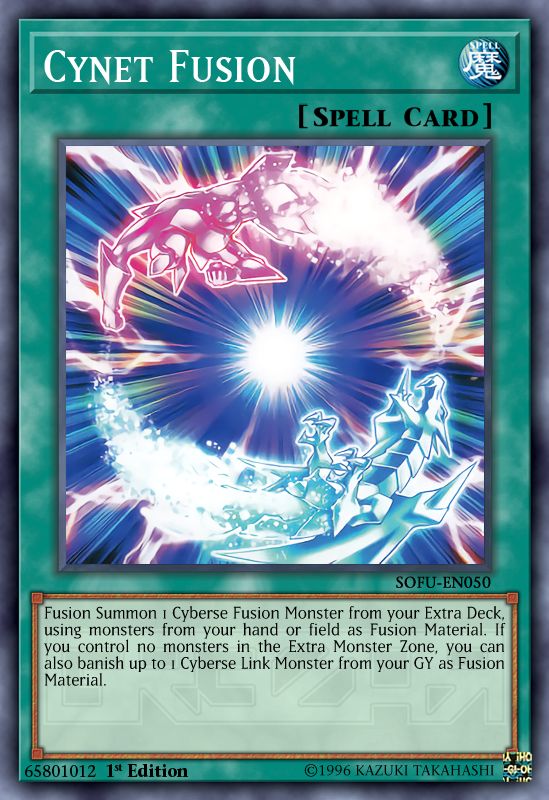 CYNET FUSION
SPELL
魔
[SPELL CARD]
SOFU-EN050
Fusion Summon 1 Cyberse Fusion Monster from your Extra Deck,
using monsters from your hand or field as Fusion Material. If
you control no monsters in the Extra Monster Zone, you can
also banish up to 1 Cyberse Link Monster from your GY as Fusion
Material.
65801012 1st Edition ©1996 KAZUKI TAKAHASHI